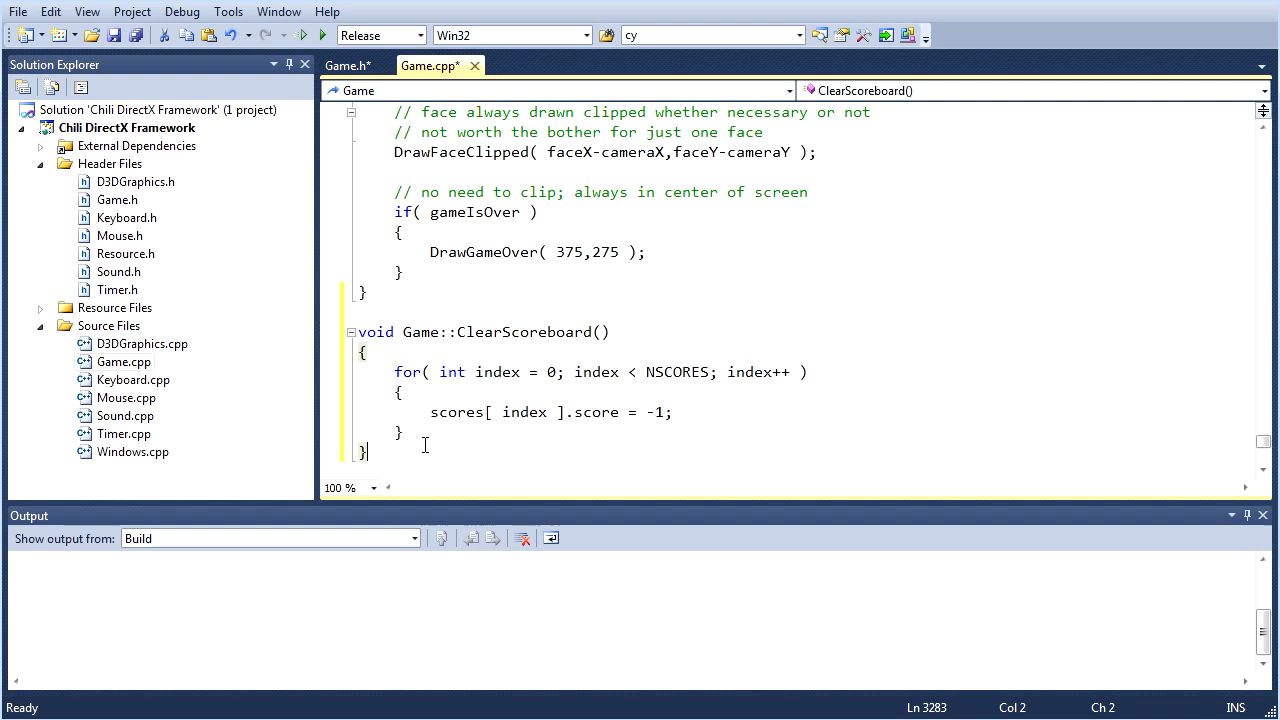 File Edit View Project Debug Tools Window Help
Release Win32 cy
Solution Explorer
Solution 'Chili DirectX Framework' (1 project)
Chili DirectX Framework
External Dependencies
Header Files
D3DGraphics.h
Game.h
Keyboard.h
Mouse.h
Resource.h
Sound.h
Timer.h
Resource Files
Source Files
D3DGraphics.cpp
Game.cpp
Keyboard.cpp
Mouse.cpp
Sound.cpp
Timer.cpp
Windows.cpp
Game.h* Game.cpp*
Game ClearScoreboard()
// face always drawn clipped whether necessary or not
// not worth the bother for just one face
DrawFaceClipped( faceX-cameraX,faceY-cameraY );
// no need to clip; always in center of screen
if( gameIsOver )
{
DrawGameOver( 375,275 );
}
}
void Game::ClearScoreboard()
{
for( int index = 0; index < NSCORES; index++ )
{
scores[ index ].score = -1;
}
}
100 %
Output
Show output from: Build
Ready Ln 3283 Col 2 Ch 2 INS